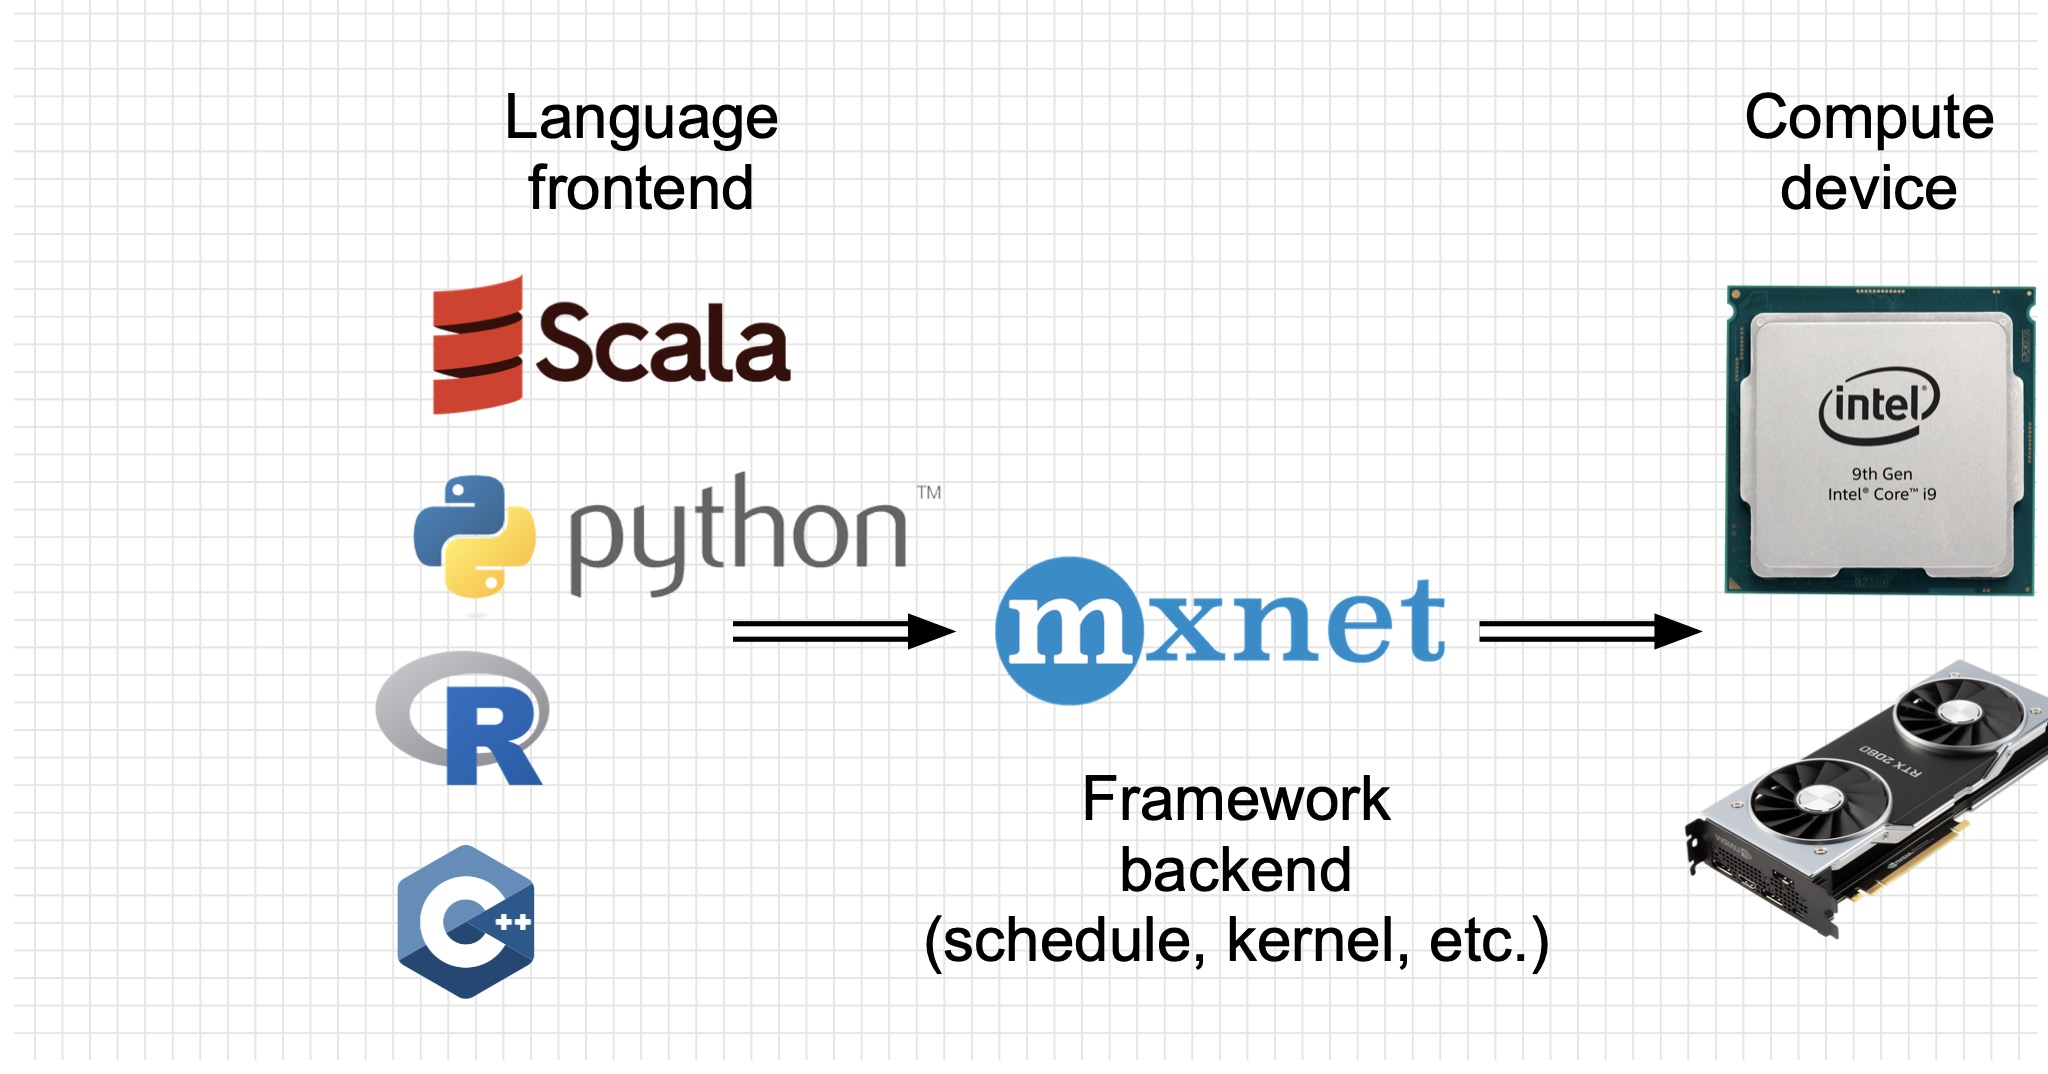 Language
frontend
Compute
device
Scala
python™
R
C++
mxnet
Framework
backend
(schedule, kernel, etc.)
intel®
9th Gen
Intel® Core™ i9
RTX 2080
NVIDIA